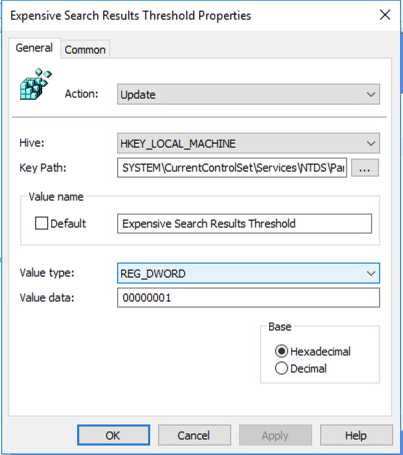 Expensive Search Results Threshold Properties
General Common
Action: Update
Hive: HKEY_LOCAL_MACHINE
Key Path: SYSTEM\CurrentControlSet\Services\NTDS\Par ...
Value name
Default Expensive Search Results Threshold
Value type: REG_DWORD
Value data: 00000001
Base
Hexadecimal
Decimal
OK Cancel Apply Help